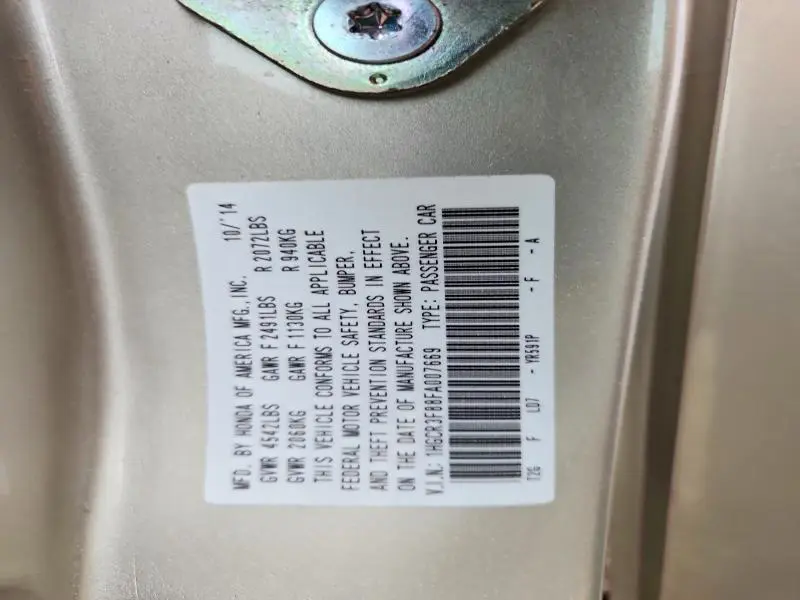 MFD. BY HONDA OF AMERICA MFG., INC. 10/'14
GVWR 4542LBS GAWR F 2491LBS R 2072LBS
GVWR 2060KG GAWR F 1130KG R 940KG
THIS VEHICLE CONFORMS TO ALL APPLICABLE
FEDERAL MOTOR VEHICLE SAFETY, BUMPER,
AND THEFT PREVENTION STANDARDS IN EFFECT
ON THE DATE OF MANUFACTURE SHOWN ABOVE.
V.I.N: 1HGCR3F88FA007669 TYPE: PASSENGER CAR
T2G F LD7 - YR591P - F - A